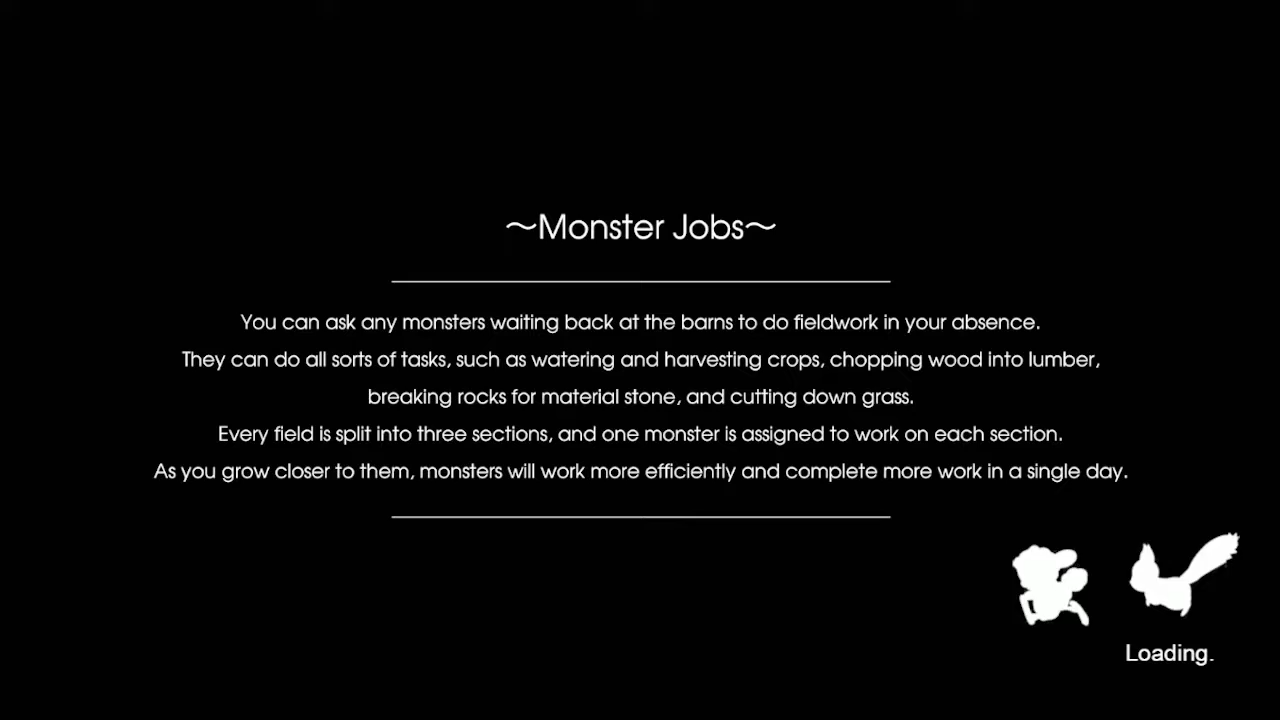 ～Monster Jobs～
You can ask any monsters waiting back at the barns to do fieldwork in your absence.
They can do all sorts of tasks, such as watering and harvesting crops, chopping wood into lumber,
breaking rocks for material stone, and cutting down grass.
Every field is split into three sections, and one monster is assigned to work on each section.
As you grow closer to them, monsters will work more efficiently and complete more work in a single day.
Loading.